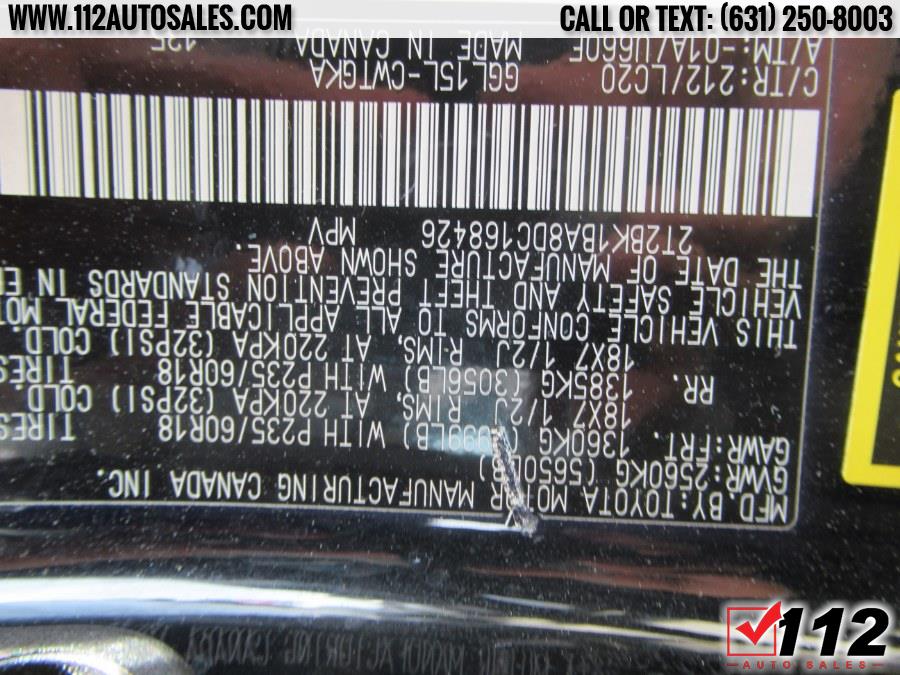 WWW.112AUTOSALES.COM
CALL OR TEXT: (631) 250-8003
MFD.BY:TOYOTA MOTOR MANUFACTURING CANADA INC.
GVWR:2560KG (5650LB)
GAWR:FRT. 1360KG WITH P235/60R18 TIRES
18X7 1/2J RIMS, AT 220KPA (32PSI) COLD.
RR. 1385KG (3056LB) WITH P235/60R18 TIRES
18X7 1/2J RIMS, AT 220KPA (32PSI) COLD.
THIS VEHICLE CONFORMS TO ALL APPLICABLE FEDERAL MOT
VEHICLE SAFETY AND THEFT PREVENTION STANDARDS IN E
THE DATE OF MANUFACTURE SHOWN ABOVE.
2T2BK1BA8DC168426 MPV
C/TR:212/LC20 GGL15L-CWTGKA
A/TM:-01A/U660F MADE IN CANADA
112
AUTO SALES